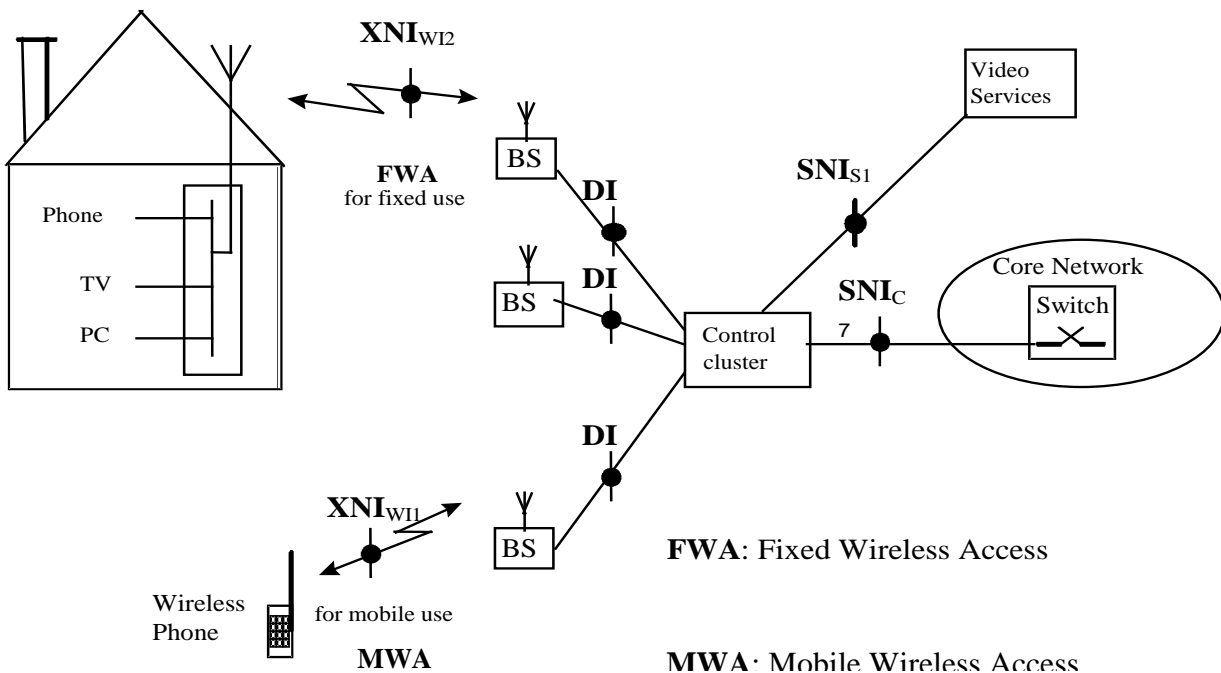 XNIWI2
Video
Services
BS
FWA
for fixed use
SNIS1
DI
Phone
Core Network
DI
SNIC
TV
BS
Switch
7
PC
Control
cluster
DI
XNIWI1
BS
FWA: Fixed Wireless Access
Wireless
Phone
for mobile use
MWA
MWA: Mobile Wireless Access